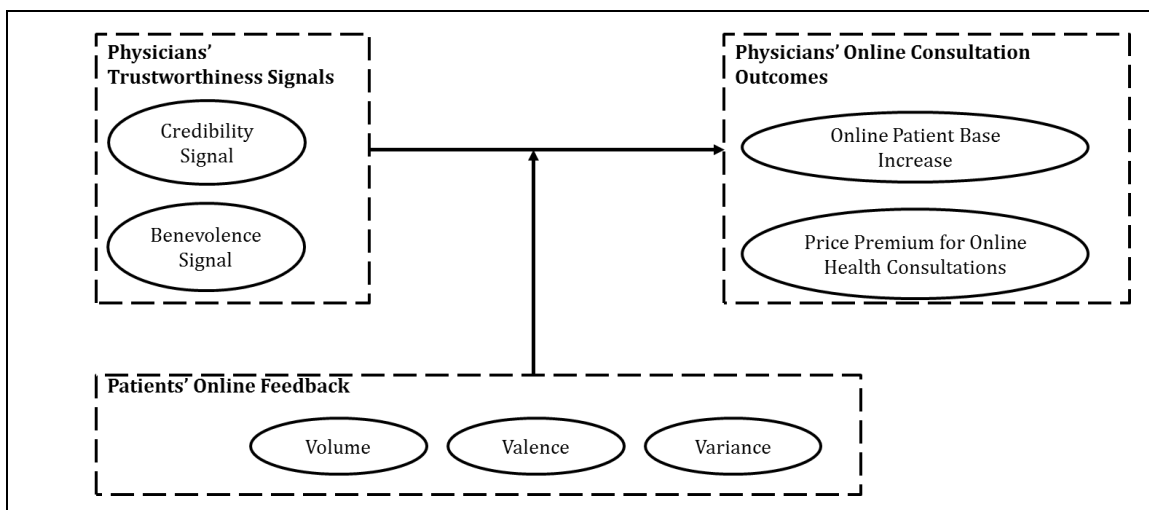 Physicians’
Trustworthiness Signals
Credibility
Signal
Benevolence
Signal
Physicians’ Online Consultation
Outcomes
Online Patient Base
Increase
Price Premium for Online
Health Consultations
Patients’ Online Feedback
Volume
Valence
Variance